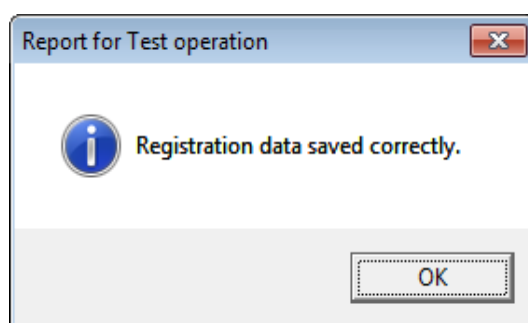 Report for Test operation
Registration data saved correctly.
OK